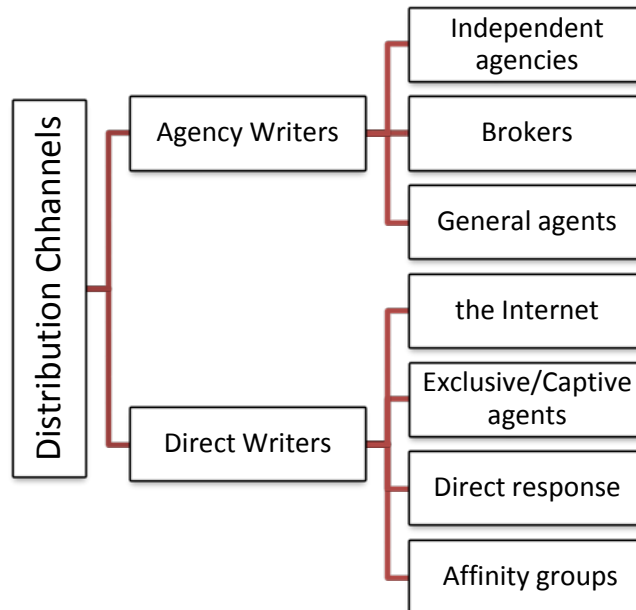 Distribution Chhannels
Agency Writers
Independent
agencies
Brokers
General agents
Direct Writers
the Internet
Exclusive/Captive
agents
Direct response
Affinity groups